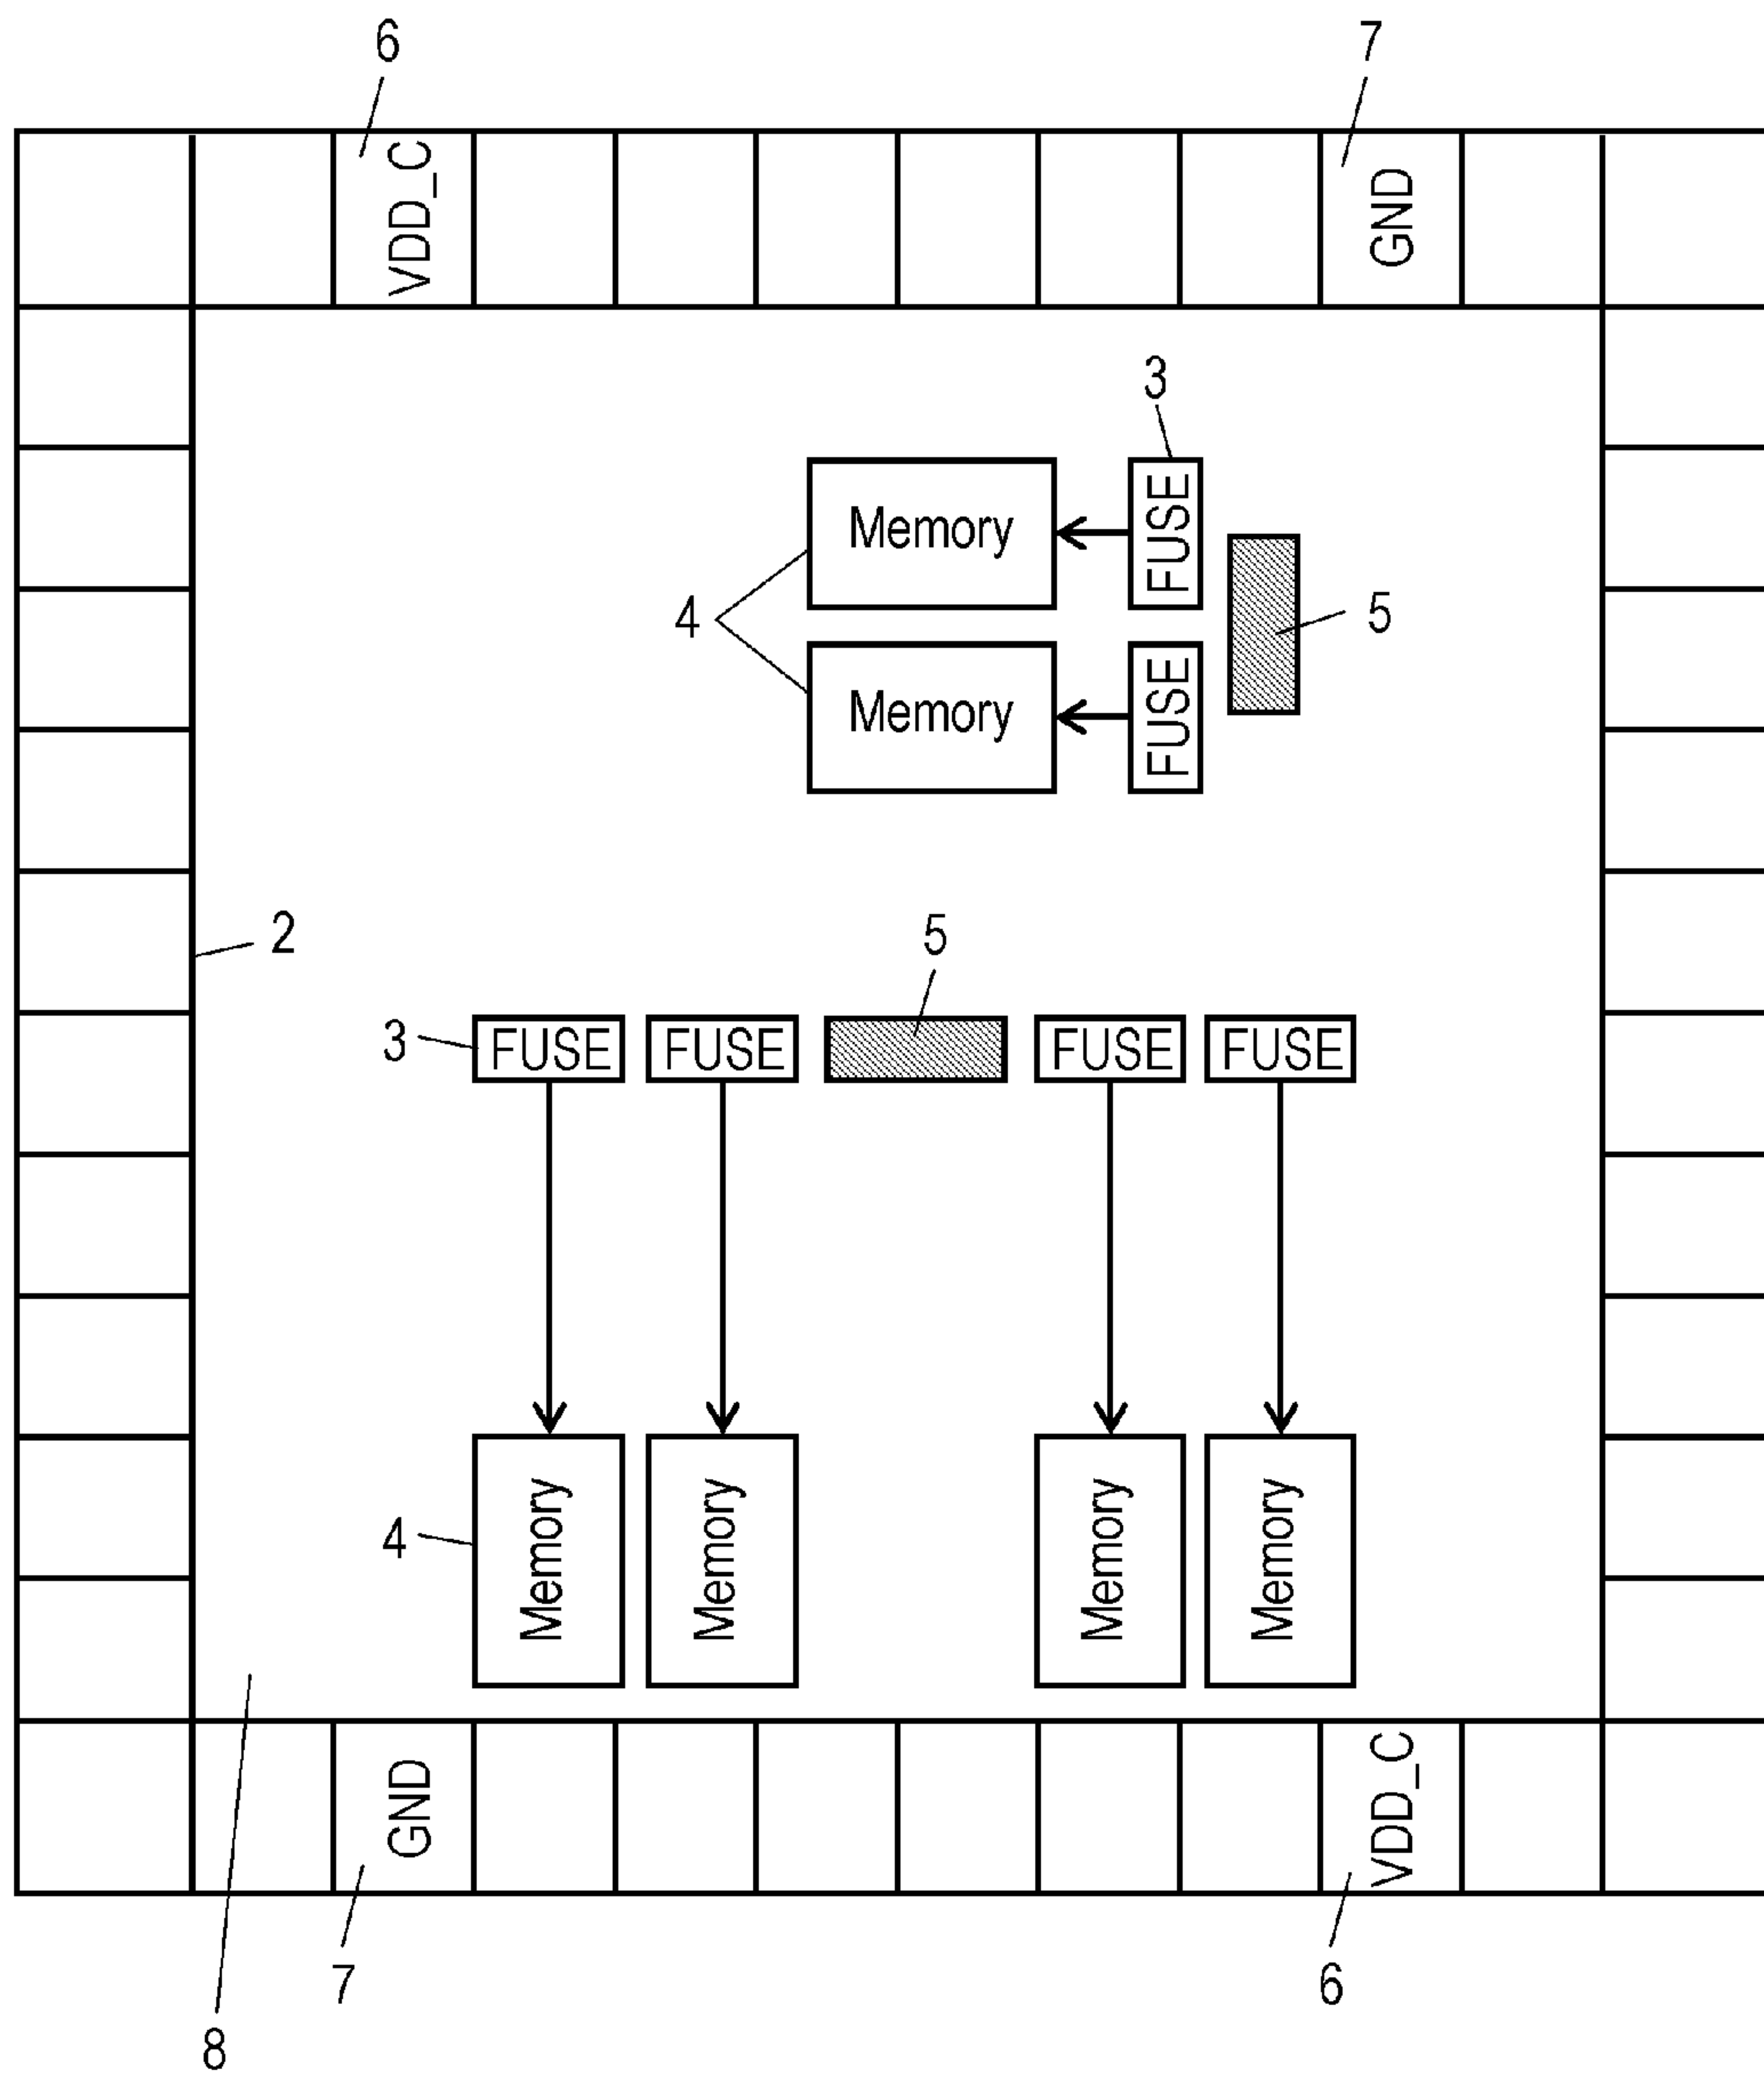 6
7
VDD_C
GND
3
Memory
FUSE
4
5
Memory
FUSE
2
5
3
FUSE
FUSE
FUSE
FUSE
4
Memory
Memory
Memory
Memory
GND
VDD_C
7
6
8